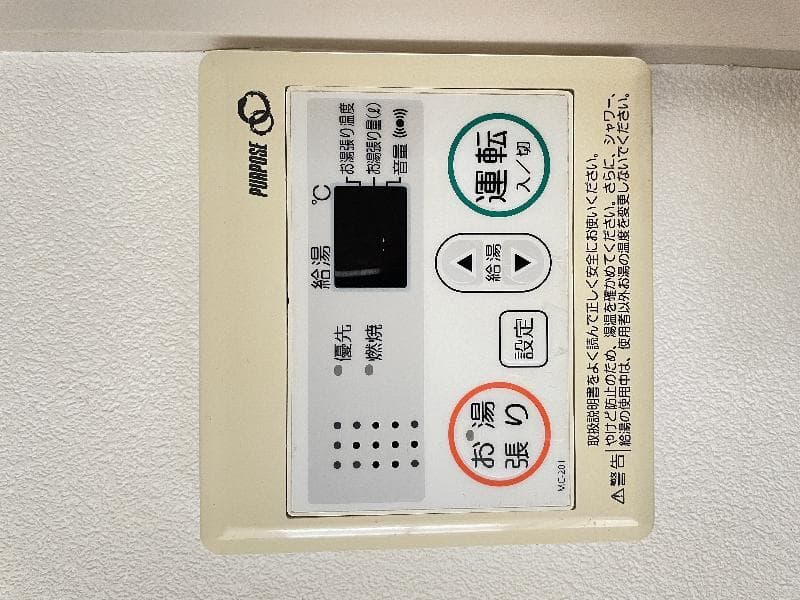 PURPOSE
給湯 ℃
お湯張り温度
お湯張り量(ℓ)
音量
優先
燃焼
お湯
張り
設定
給湯
運転
入／切
MC-201
取扱説明書をよく読んで正しく安全にお使いください。
警告
やけど防止のため、湯温を確かめてください。さらに、シャワー、
給湯の使用中は、使用者以外お湯の温度を変更しないでください。